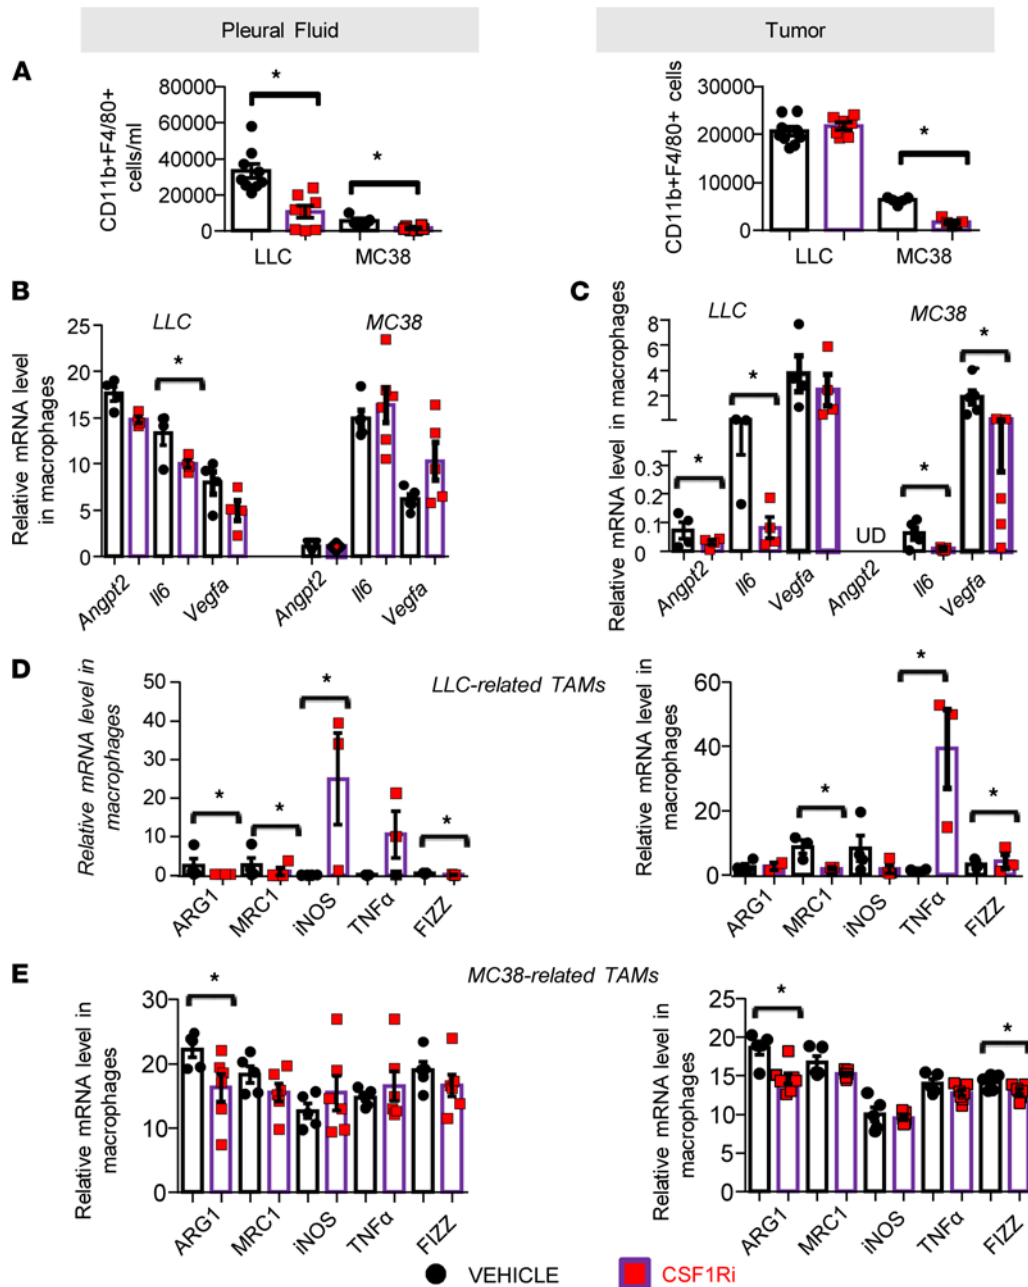 Pleural Fluid
Tumor
A
CD11b+F4/80+
cells/ml
80000
60000
40000
20000
0
*
*
LLC
MC38
CD11b+F4/80+ cells
30000
20000
10000
0
*
LLC
MC38
B
Relative mRNA level
in macrophages
25
20
15
10
5
0
LLC
MC38
*
Angpt2
Il6
Vegfa
Angpt2
Il6
Vegfa
C
Relative mRNA level in macrophages
8
6
4
2
0.3
0.2
0.1
0
LLC
MC38
*
*
*
*
UD
Angpt2
Il6
Vegfa
Angpt2
Il6
Vegfa
D
LLC-related TAMs
Relative mRNA level in
macrophages
50
40
30
20
10
0
*
*
*
*
ARG1
MRC1
iNOS
TNFα
FIZZ
Relative mRNA level in
macrophages
60
40
20
0
*
*
*
ARG1
MRC1
iNOS
TNFα
FIZZ
E
MC38-related TAMs
Relative mRNA level in
macrophages
30
20
10
0
*
ARG1
MRC1
iNOS
TNFα
FIZZ
Relative mRNA level in
macrophages
25
20
15
10
5
0
*
*
ARG1
MRC1
iNOS
TNFα
FIZZ
VEHICLE
CSF1Ri